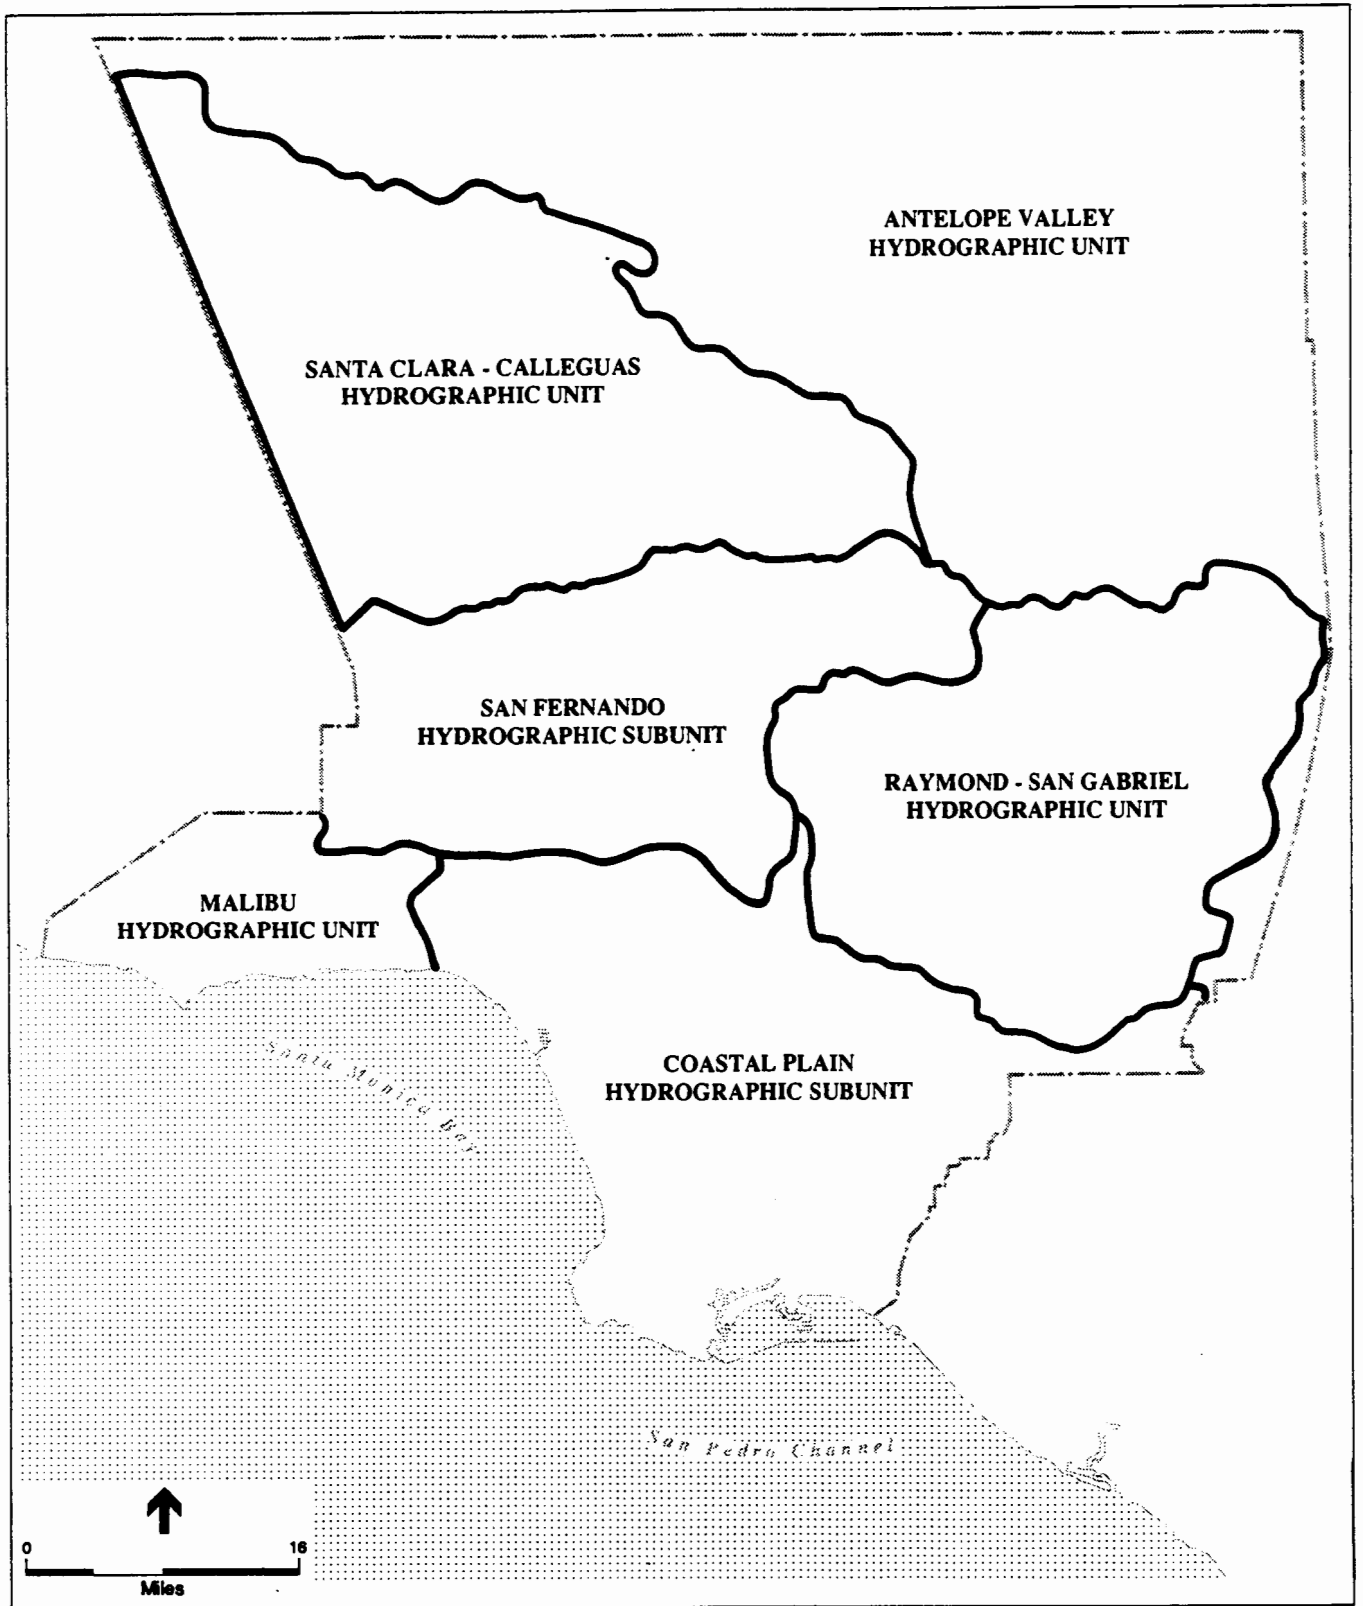 ANTELOPE VALLEY
HYDROGRAPHIC UNIT
SANTA CLARA - CALLEGUAS
HYDROGRAPHIC UNIT
SAN FERNANDO
HYDROGRAPHIC SUBUNIT
RAYMOND - SAN GABRIEL
HYDROGRAPHIC UNIT
MALIBU
HYDROGRAPHIC UNIT
Santa Monica Bay
COASTAL PLAIN
HYDROGRAPHIC SUBUNIT
San Pedro Channel
0 16
Miles